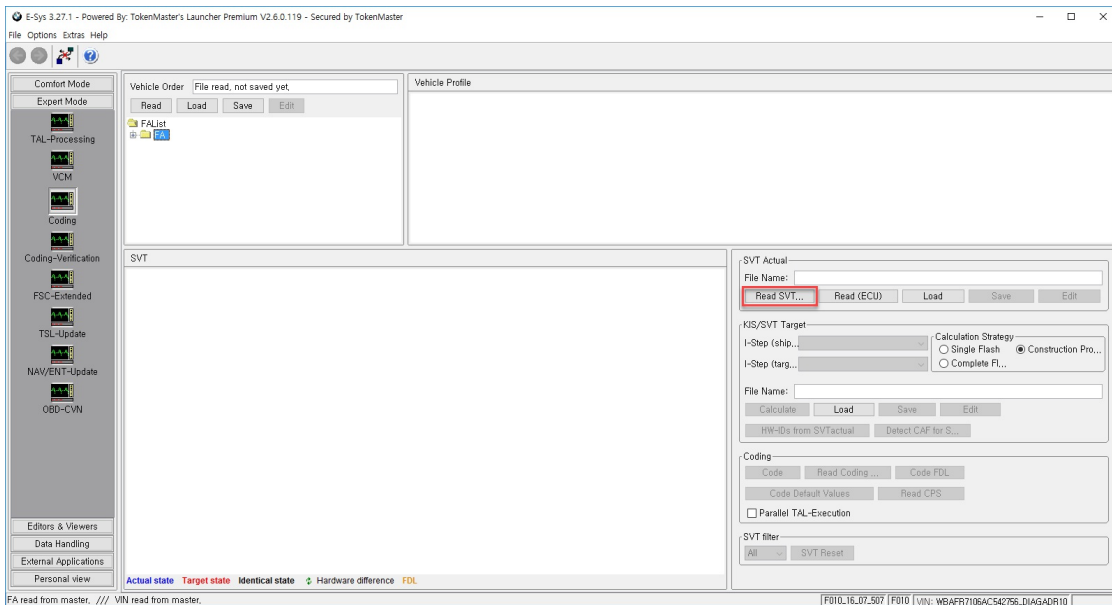 E-Sys 3.27.1 - Powered By: TokenMaster's Launcher Premium V2.6.0.119 - Secured by TokenMaster
File Options Extras Help
Comfort Mode
Expert Mode
TAL-Processing
VCM
Coding
Coding-Verification
FSC-Extended
TSL-Update
NAV/ENT-Update
OBD-CVN
Editors & Viewers
Data Handling
External Applications
Personal view
Vehicle Order File read, not saved yet,
Read Load Save Edit
FAList
FA
Vehicle Profile
SVT
Actual state Target state Identical state Hardware difference FDL
SVT Actual
File Name:
Read SVT... Read (ECU) Load Save Edit
KIS/SVT Target
I-Step (ship...
I-Step (targ...
Calculation Strategy
Single Flash Construction Pro...
Complete Fl...
File Name:
Calculate Load Save Edit
HW-IDs from SVTactual Detect CAF for S...
Coding
Code Read Coding ... Code FDL
Code Default Values Read CPS
Parallel TAL-Execution
SVT filter
All SVT Reset
FA read from master, /// VIN read from master,
F010_16_07_507 F010 VIN: WBAFR7106AC542756_DIAGADR10